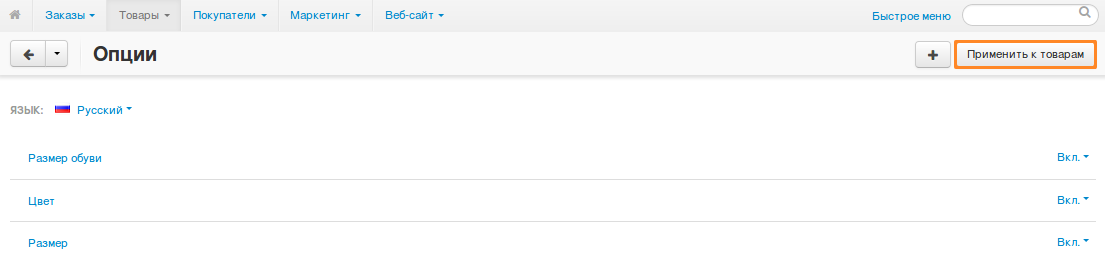 Заказы Товары Покупатели Маркетинг Веб-сайт Быстрое меню
Опции Применить к товарам
ЯЗЫК: Русский
Размер обуви Вкл.
Цвет Вкл.
Размер Вкл.